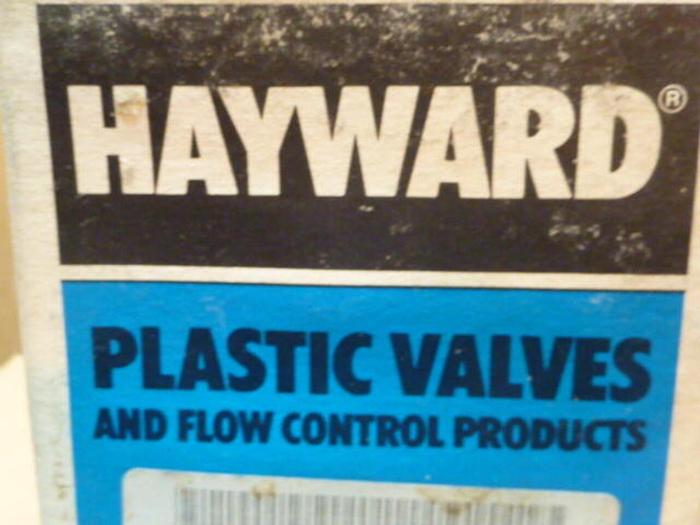 HAYWARD®
PLASTIC VALVES
AND FLOW CONTROL PRODUCTS